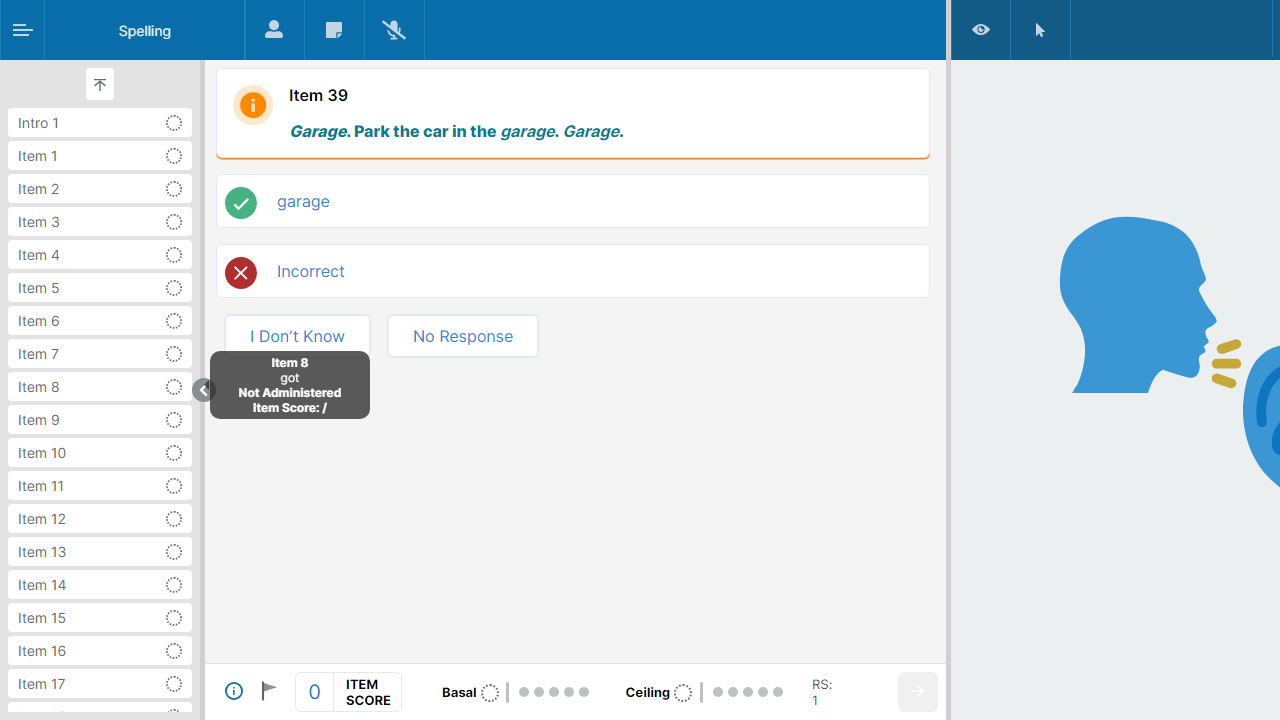 Spelling
Intro 1
Item 1
Item 2
Item 3
Item 4
Item 5
Item 6
Item 7
Item 8
Item 9
Item 10
Item 11
Item 12
Item 13
Item 14
Item 15
Item 16
Item 17
Item 39
Garage. Park the car in the garage. Garage.
garage
Incorrect
I Don’t Know
No Response
Item 8
got
Not Administered
Item Score: /
0
ITEM
SCORE
Basal
Ceiling
RS:
1